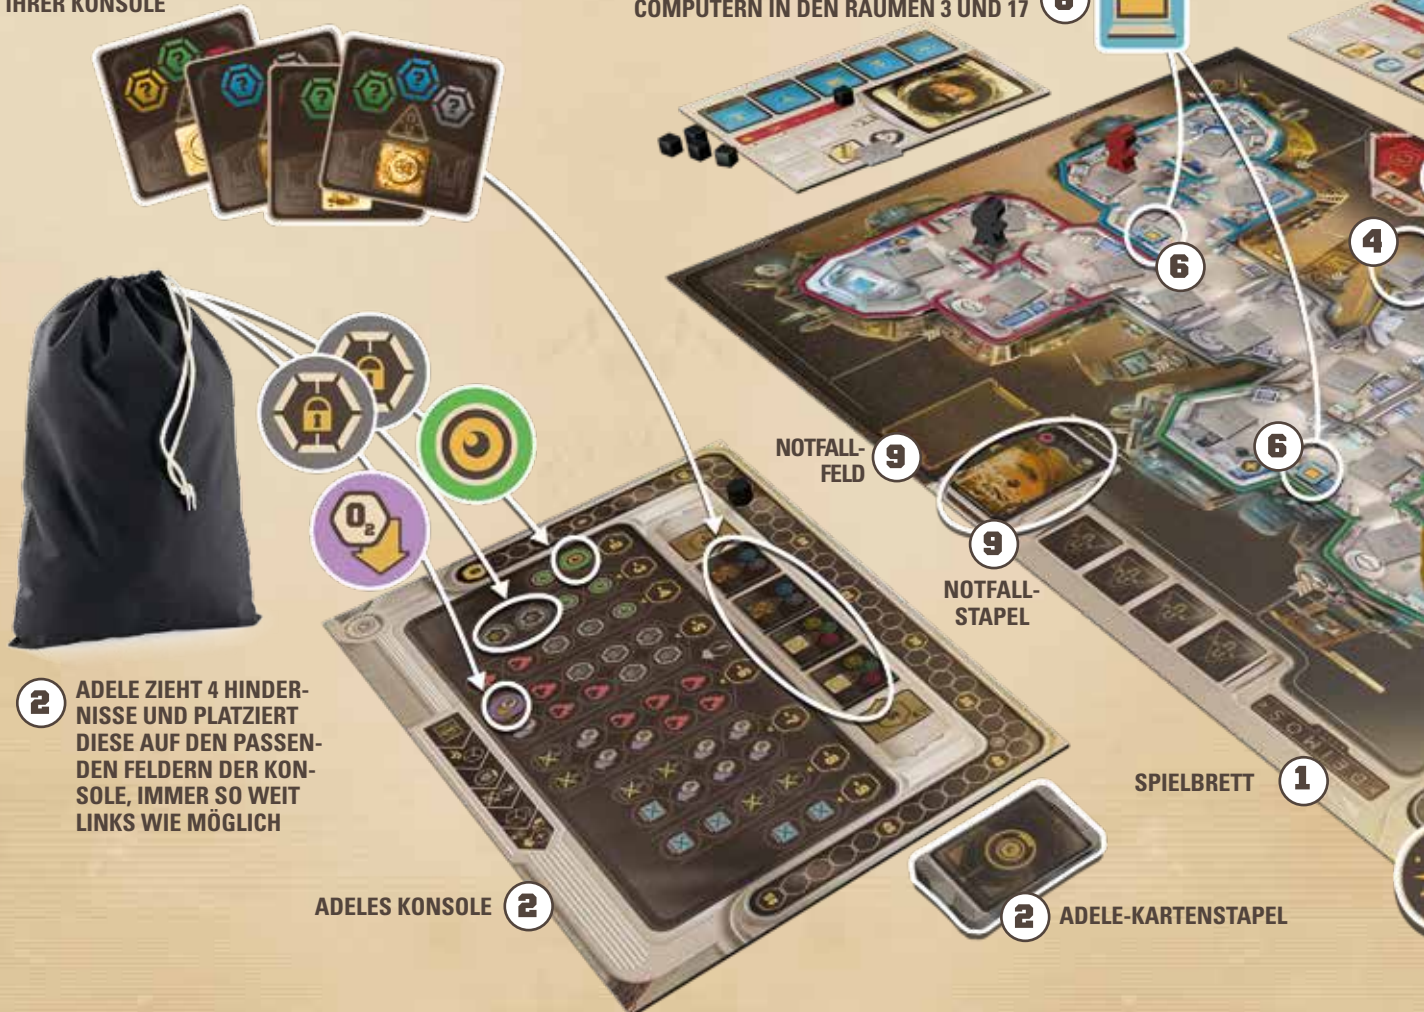 IHRER KONSOLE
COMPUTERN IN DEN RÄUMEN 3 UND 17
6
4
6
6
NOTFALL-
FELD
9
9
NOTFALL-
STAPEL
2
ADELE ZIEHT 4 HINDER-
NISSE UND PLATZIERT
DIESE AUF DEN PASSEN-
DEN FELDERN DER KON-
SOLE, IMMER SO WEIT
LINKS WIE MÖGLICH
O₂
SPIELBRETT
1
ADELES KONSOLE
2
2
ADELE-KARTENSTAPEL